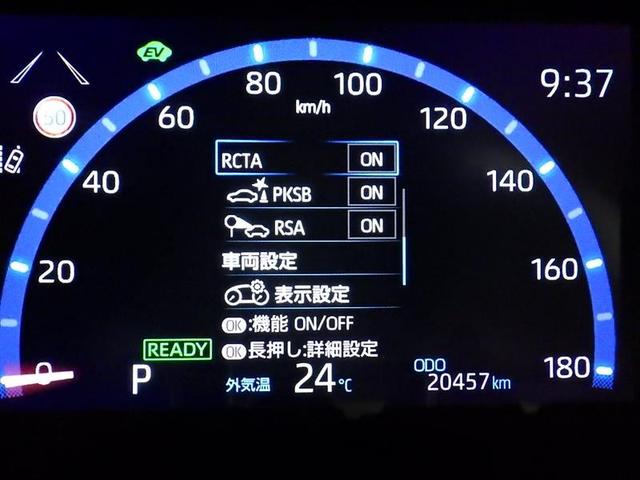 EV
9:37
50
80
100
60
120
km/h
RCTA ON
PKSB ON
40
140
RSA ON
車両設定
20
160
表示設定
OK:機能 ON/OFF
READY
OK長押し:詳細設定
0
P
外気温 24℃
ODO
20457km
180